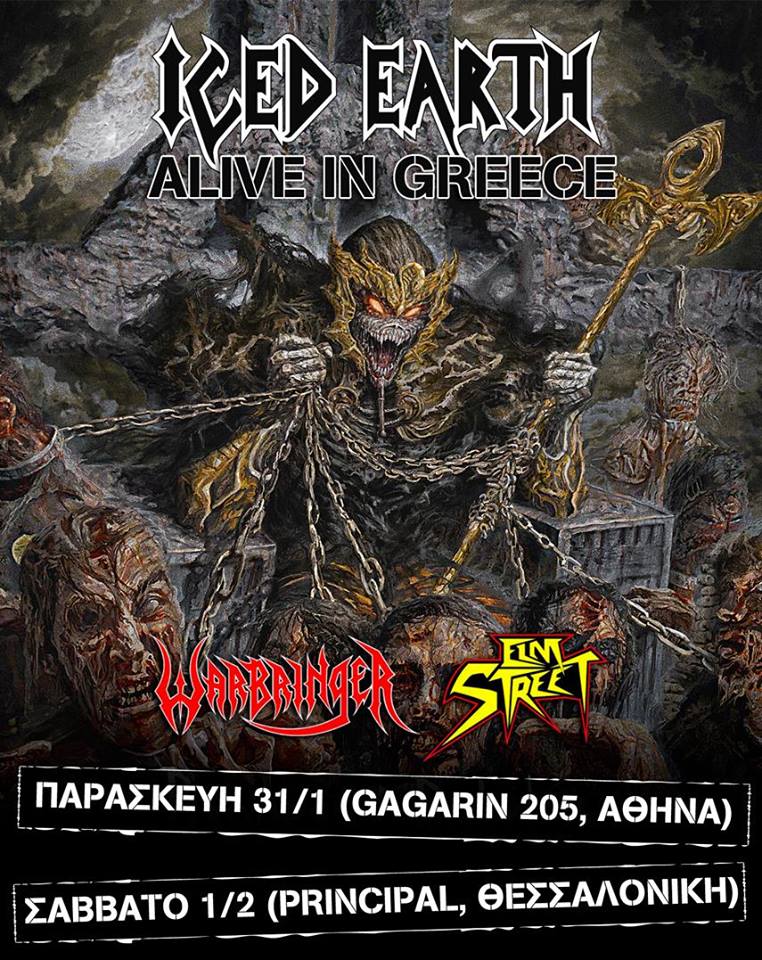 ICED EARTH
ALIVE IN GREECE
WARBRINGER
ELM
STREET
ΠΑΡΑΣΚΕΥΗ 31/1 (GAGARIN 205, ΑΘΗΝΑ)
ΣΑΒΒΑΤΟ 1/2 (PRINCIPAL, ΘΕΣΣΑΛΟΝΙΚΗ)